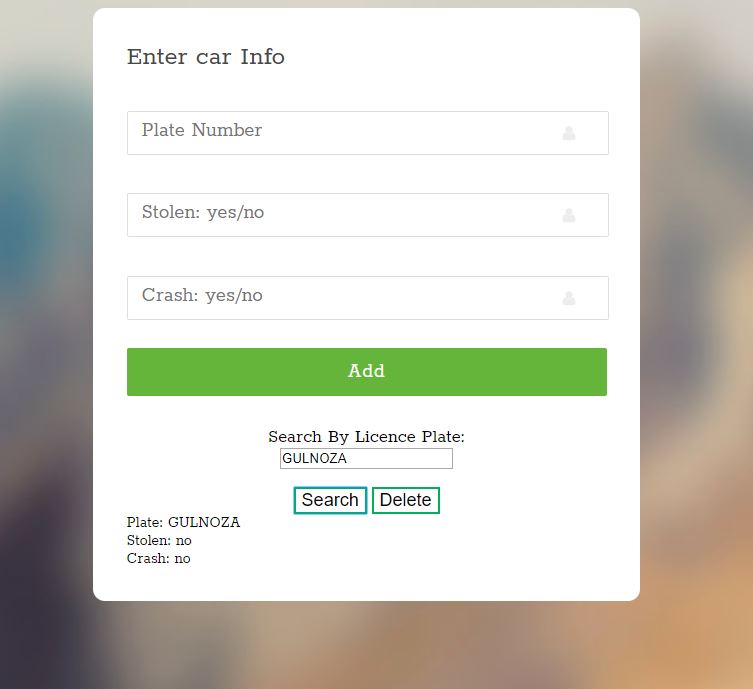 Enter car Info
Plate Number
Stolen: yes/no
Crash: yes/no
Add
Search By Licence Plate:
GULNOZA
Search Delete
Plate: GULNOZA
Stolen: no
Crash: no